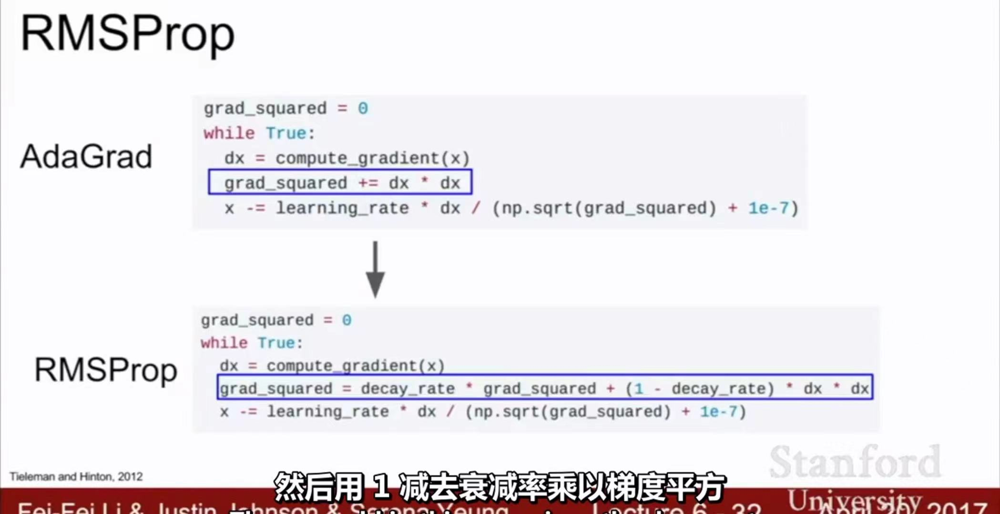 RMSProp
AdaGrad
grad_squared = 0
while True:
dx = compute_gradient(x)
grad_squared += dx * dx
x -= learning_rate * dx / (np.sqrt(grad_squared) + 1e-7)
RMSProp
grad_squared = 0
while True:
dx = compute_gradient(x)
grad_squared = decay_rate * grad_squared + (1 - decay_rate) * dx * dx
x -= learning_rate * dx / (np.sqrt(grad_squared) + 1e-7)
Tieleman and Hinton, 2012
Stanford
University
然后用 1 减去衰减率乘以梯度平方
Fei-Fei Li & Justin Johnson & Serena Yeung
Lecture 6 - 32
April 20, 2017